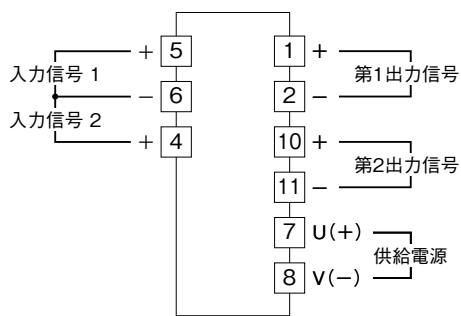 入力信号 1
入力信号 2
+ 5
− 6
+ 4
1 +
2 −
第1出力信号
10 +
11 −
第2出力信号
7 U(+)
8 V(−)
供給電源